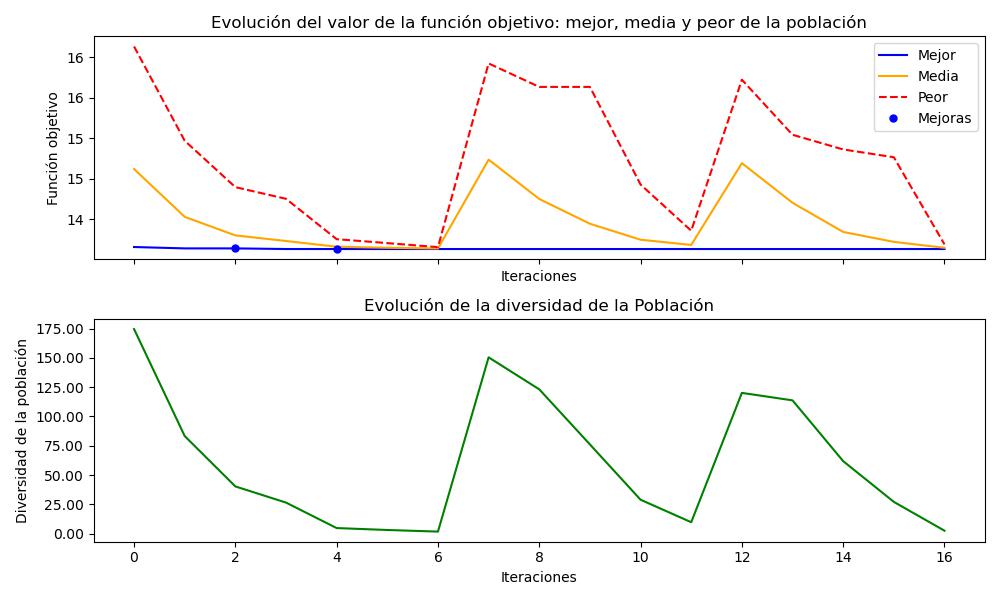 Evolución del valor de la función objetivo: mejor, media y peor de la población
Función objetivo
16
16
15
15
14
Mejor
Media
Peor
Mejoras
Iteraciones
Evolución de la diversidad de la Población
Diversidad de la población
175.00
150.00
125.00
100.00
75.00
50.00
25.00
0.00
0 2 4 6 8 10 12 14 16
Iteraciones